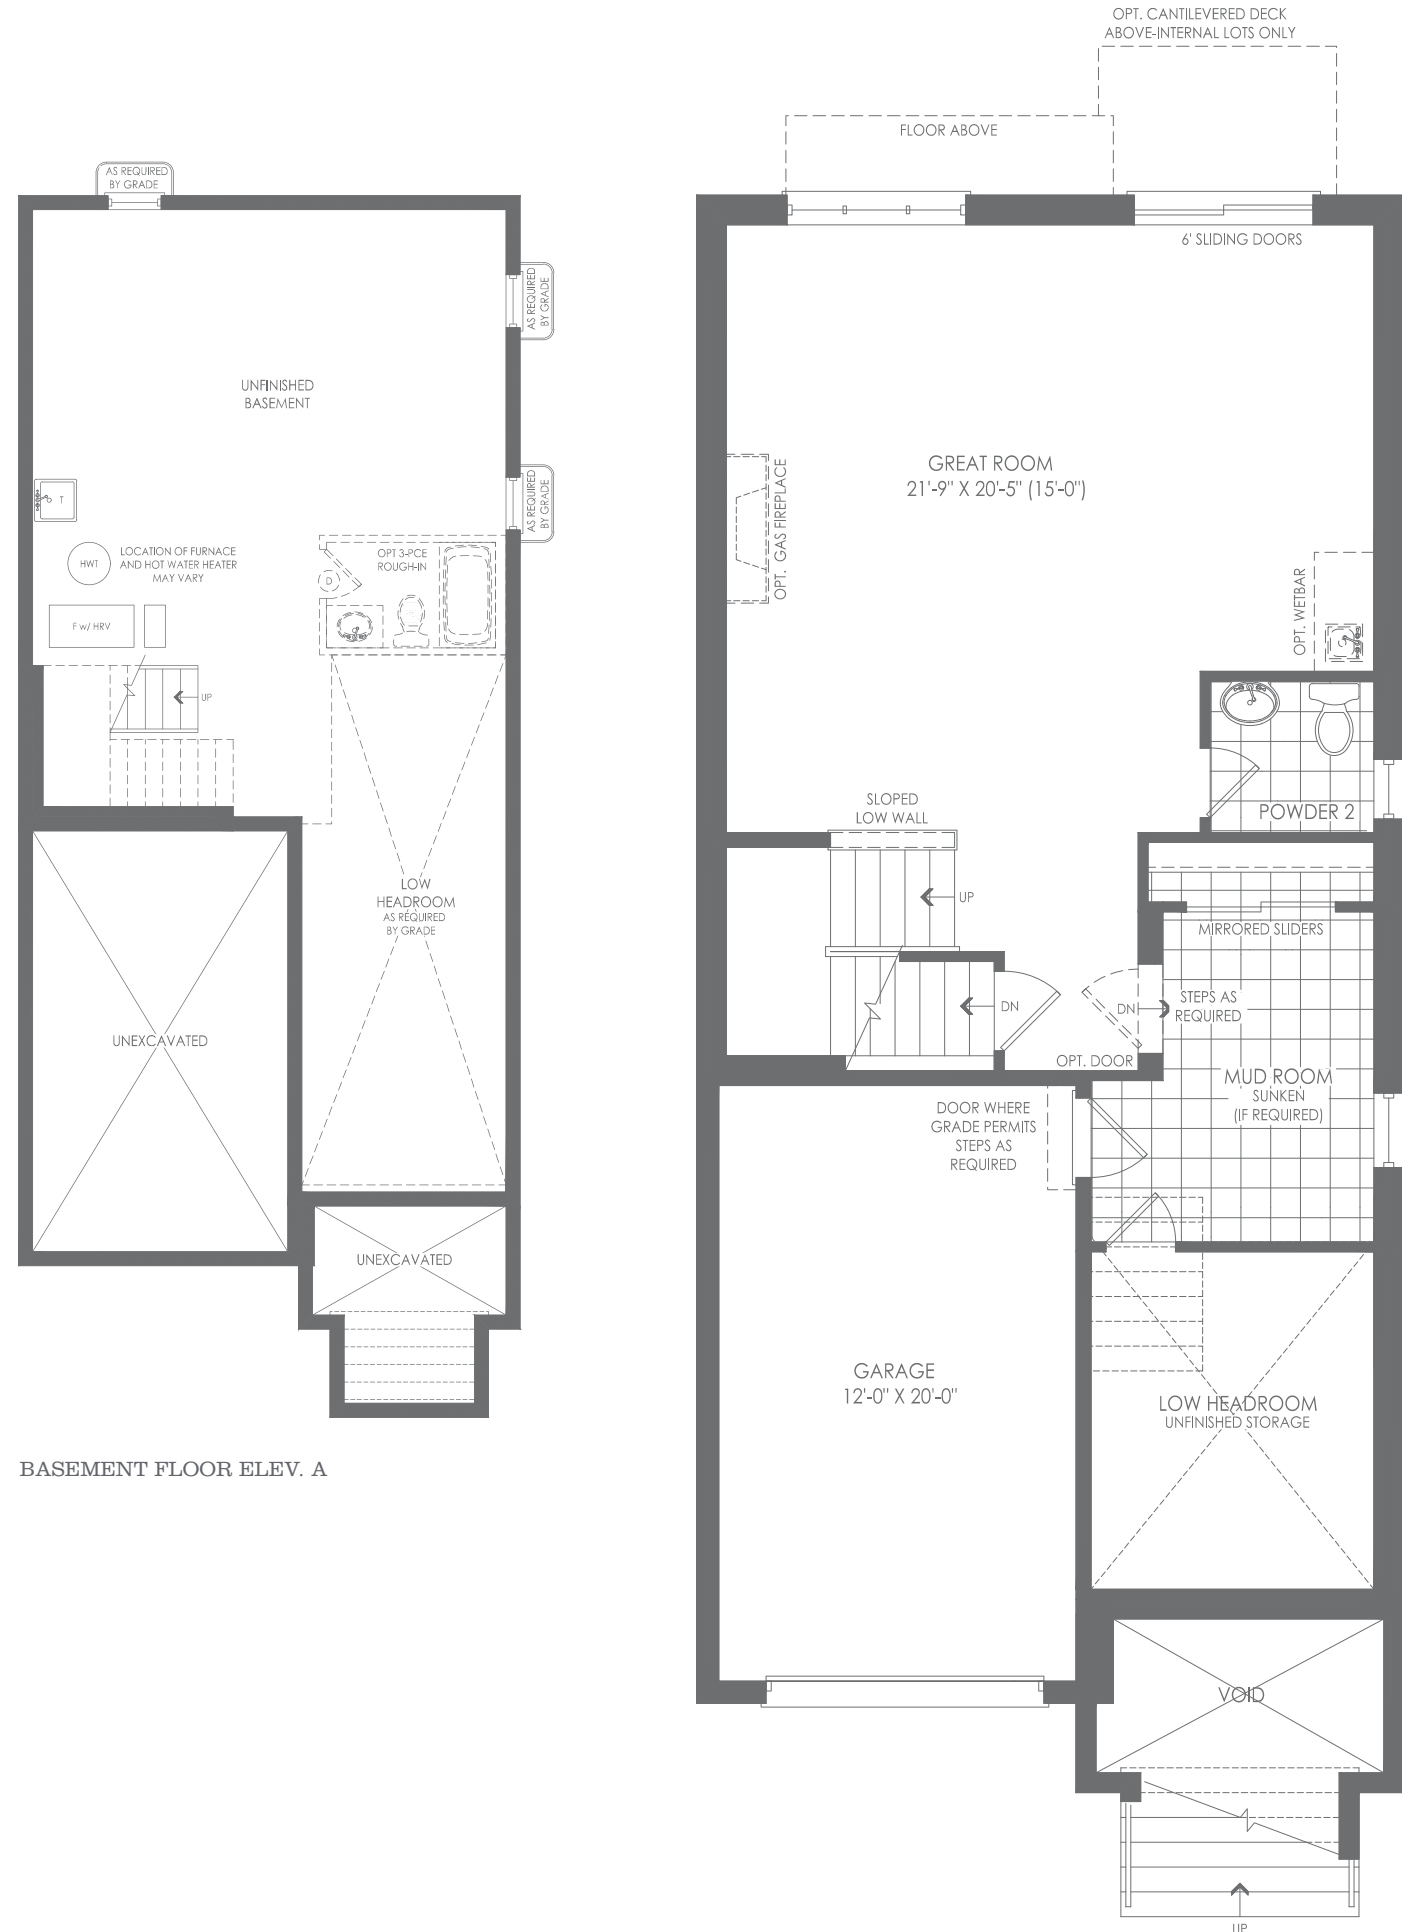 OPT. CANTILEVERED DECK
ABOVE-INTERNAL LOTS ONLY
FLOOR ABOVE
6' SLIDING DOORS
GREAT ROOM
21'-9" X 20'-5" (15'-0")
OPT. GAS FIREPLACE
OPT. WETBAR
POWDER 2
SLOPED
LOW WALL
UP
MIRRORED SLIDERS
DN
DN
STEPS AS
REQUIRED
OPT. DOOR
MUD ROOM
SUNKEN
(IF REQUIRED)
DOOR WHERE
GRADE PERMITS
STEPS AS
REQUIRED
GARAGE
12'-0" X 20'-0"
LOW HEADROOM
UNFINISHED STORAGE
VOID
UP
AS REQUIRED
BY GRADE
AS REQUIRED
BY GRADE
UNFINISHED
BASEMENT
AS REQUIRED
BY GRADE
T
HWT
LOCATION OF FURNACE
AND HOT WATER HEATER
MAY VARY
OPT 3-PCE
ROUGH-IN
D
F w/ HRV
UP
LOW
HEADROOM
AS REQUIRED
BY GRADE
UNEXCAVATED
UNEXCAVATED
BASEMENT FLOOR ELEV. A